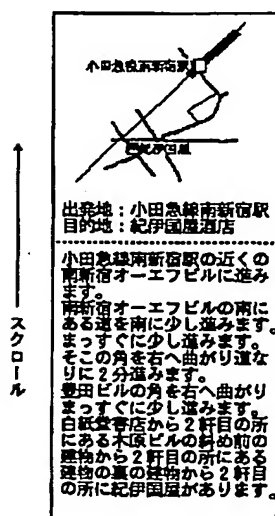 小田急線南新宿駅
紀伊国屋
出発地：小田急線南新宿駅
目的地：紀伊国屋酒店
小田急線南新宿駅の近くの
南新宿オーエフビルに進み
ます。
南新宿オーエフビルの南に
ある道を南に少し進みます。
まっすぐに少し進みます。
そこの角を右へ曲がり道な
りに２分進みます。
豊田ビルの角を右へ曲がり
まっすぐに少し進みます。
白紙堂書店から２軒目の所
にある木原ビルの斜め前の
建物から２軒目の所にある
建物の裏の建物から２軒目
の所に紀伊国屋があります。
スクロール